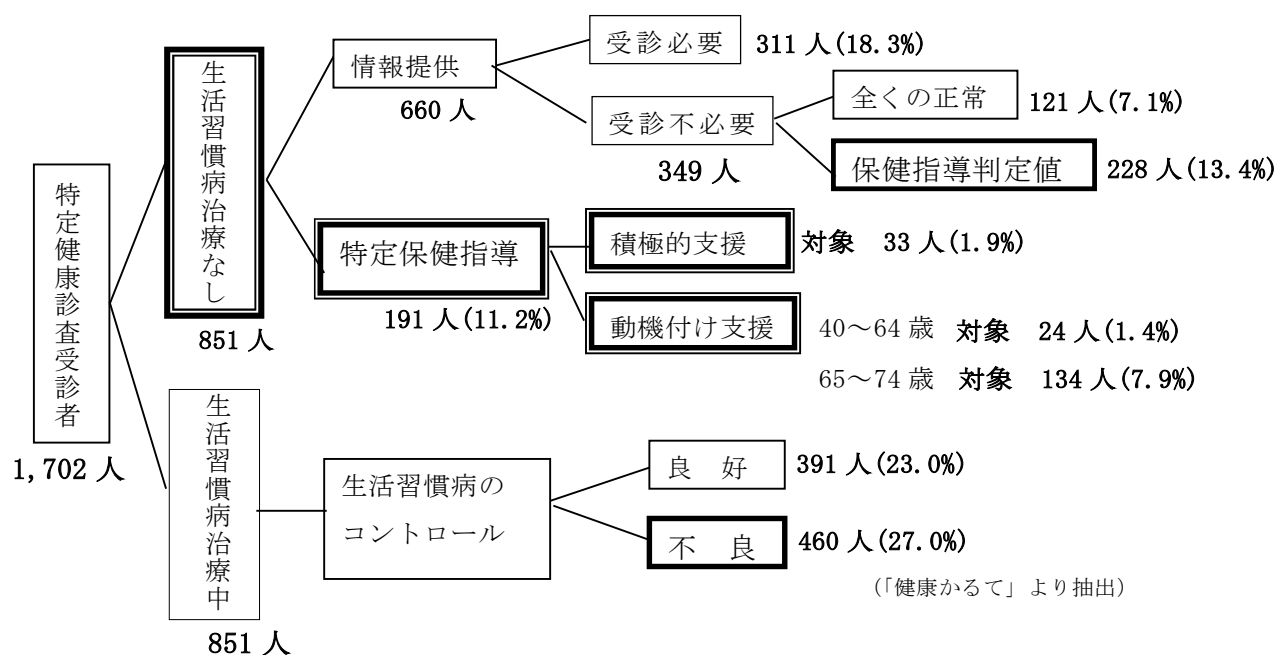 特定健康診査受診者
1,702 人
生活習慣病治療なし
851 人
情報提供
660 人
受診必要 311 人(18.3%)
受診不必要
349 人
全くの正常 121 人(7.1%)
保健指導判定値 228 人(13.4%)
特定保健指導
191 人(11.2%)
積極的支援 対象 33 人(1.9%)
動機付け支援 40～64 歳 対象 24 人(1.4%)
65～74 歳 対象 134 人(7.9%)
生活習慣病治療中
851 人
生活習慣病の
コントロール
良 好 391 人(23.0%)
不 良 460 人(27.0%)
（「健康かるて」より抽出）